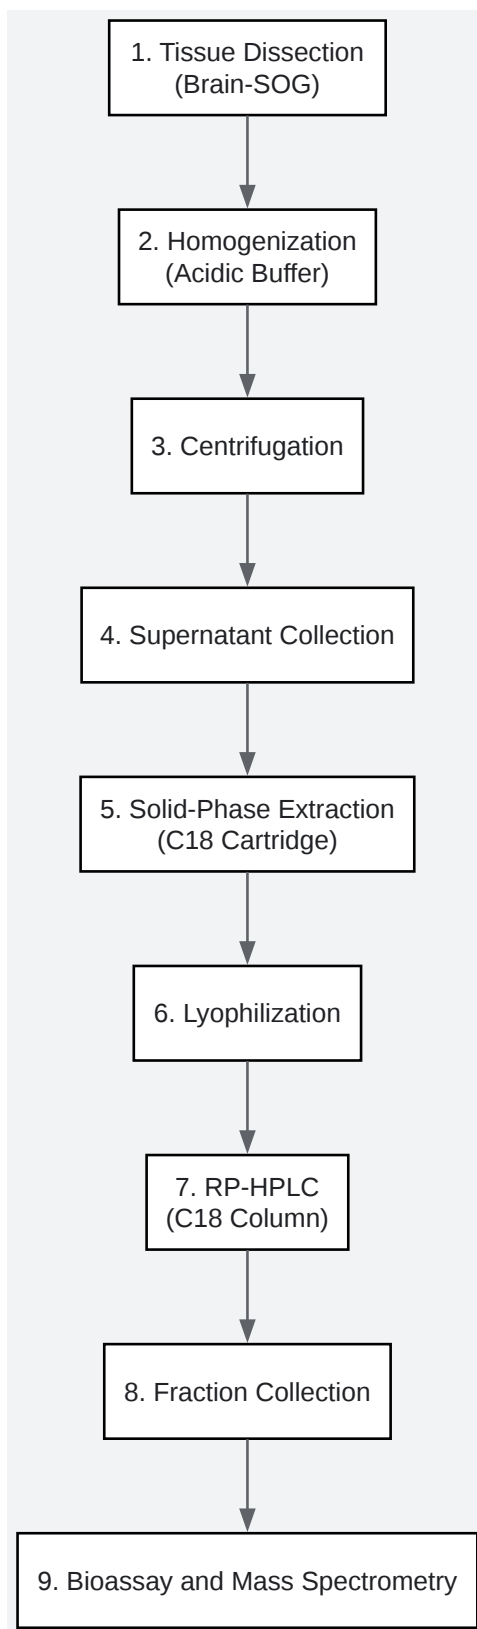 1. Tissue Dissection
(Brain-SOG)
2. Homogenization
(Acidic Buffer)
3. Centrifugation
4. Supernatant Collection
5. Solid-Phase Extraction
(C18 Cartridge)
6. Lyophilization
7. RP-HPLC
(C18 Column)
8. Fraction Collection
9. Bioassay and Mass Spectrometry